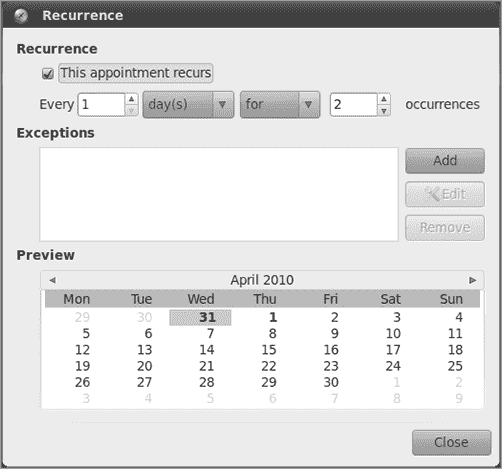 Recurrence
Recurrence
This appointment recurs
Every 1 day(s) for 2 occurrences
Exceptions
Add
Edit
Remove
Preview
April 2010
Mon Tue Wed Thu Fri Sat Sun
29 30 31 1 2 3 4
5 6 7 8 9 10 11
12 13 14 15 16 17 18
19 20 21 22 23 24 25
26 27 28 29 30 1 2
3 4 5 6 7 8 9
Close